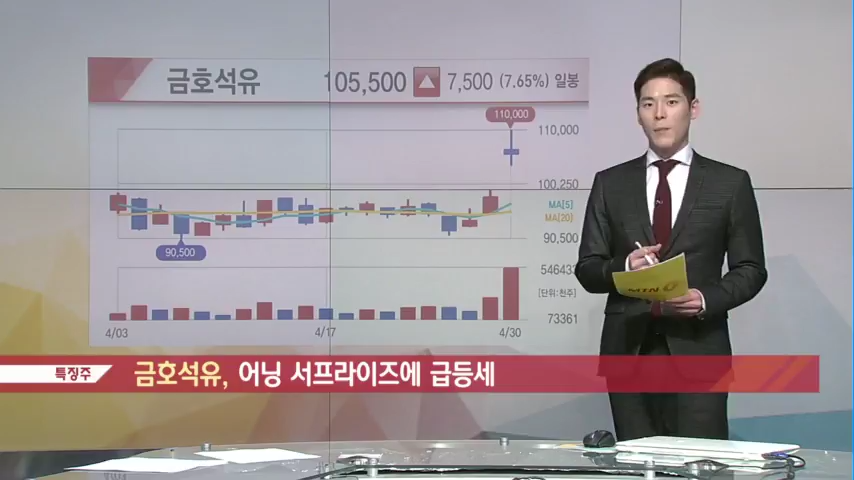 금호석유 105,500 ▲ 7,500 (7.65%) 일봉
110,000
110,000
100,250
MA[5]
MA[20]
90,500
90,500
546433
[단위:천주]
73361
4/03 4/17 4/30
MTN
특징주 금호석유, 어닝 서프라이즈에 급등세